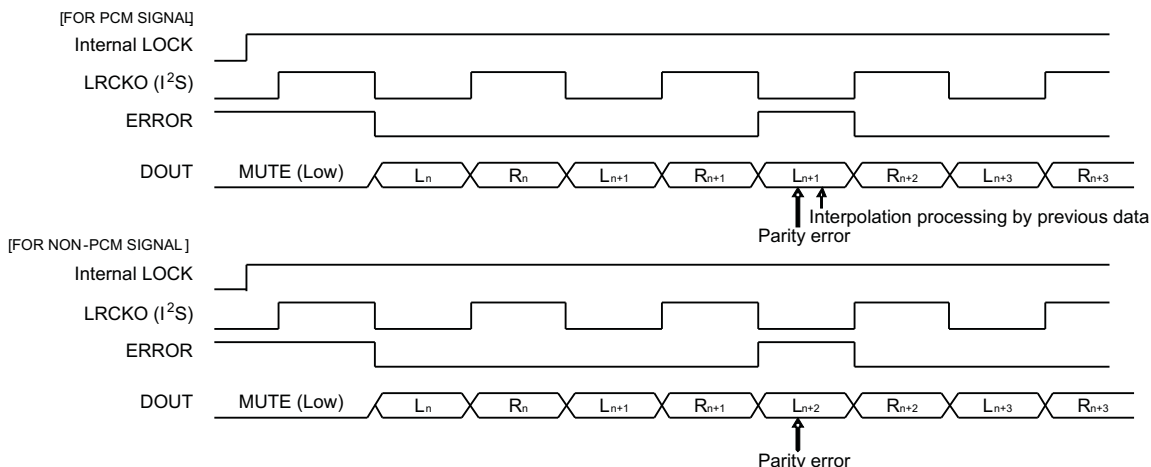 [FOR PCM SIGNAL]
Internal LOCK
LRCKO (I²S)
ERROR
DOUT MUTE (Low) Ln Rn Ln+1 Rn+1 Ln+1 Rn+2 Ln+3 Rn+3
Interpolation processing by previous data
Parity error
[FOR NON-PCM SIGNAL]
Internal LOCK
LRCKO (I²S)
ERROR
DOUT MUTE (Low) Ln Rn Ln+1 Rn+1 Ln+2 Rn+2 Ln+3 Rn+3
Parity error